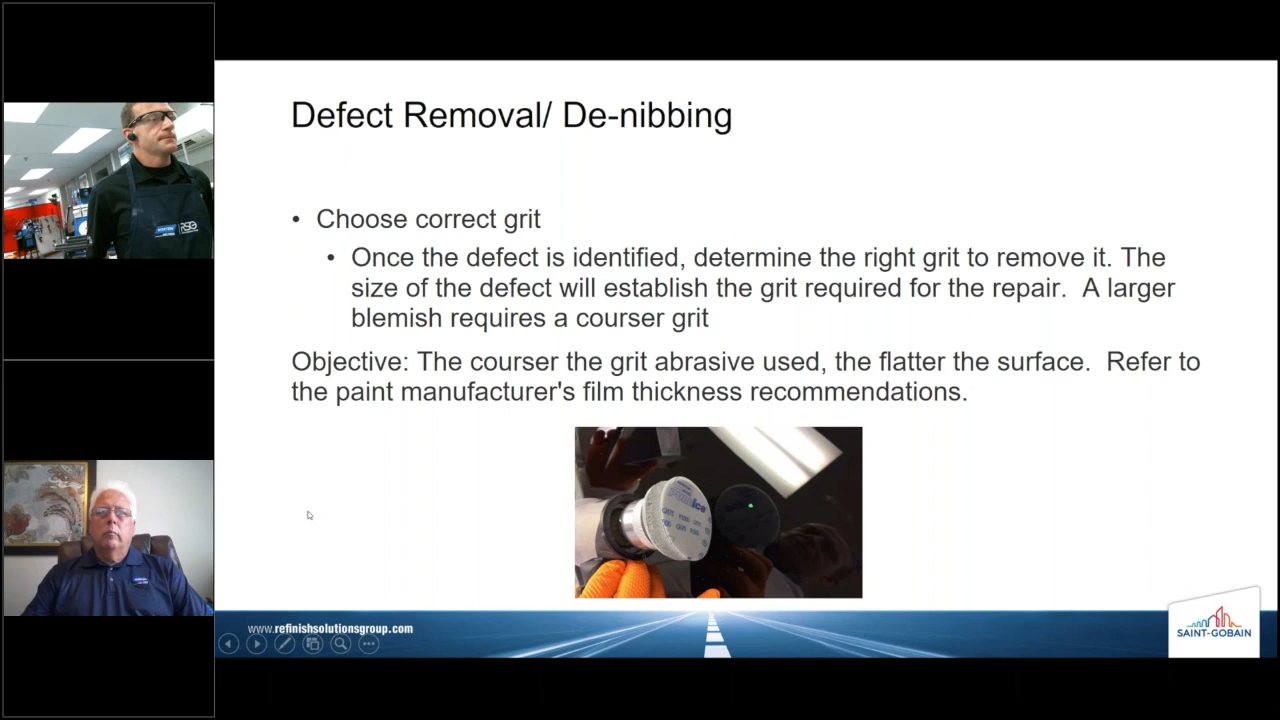 Defect Removal/ De-nibbing
• Choose correct grit
• Once the defect is identified, determine the right grit to remove it. The
size of the defect will establish the grit required for the repair. A larger
blemish requires a courser grit
Objective: The courser the grit abrasive used, the flatter the surface. Refer to
the paint manufacturer's film thickness recommendations.
www.refinishsolutionsgroup.com
SAINT-GOBAIN